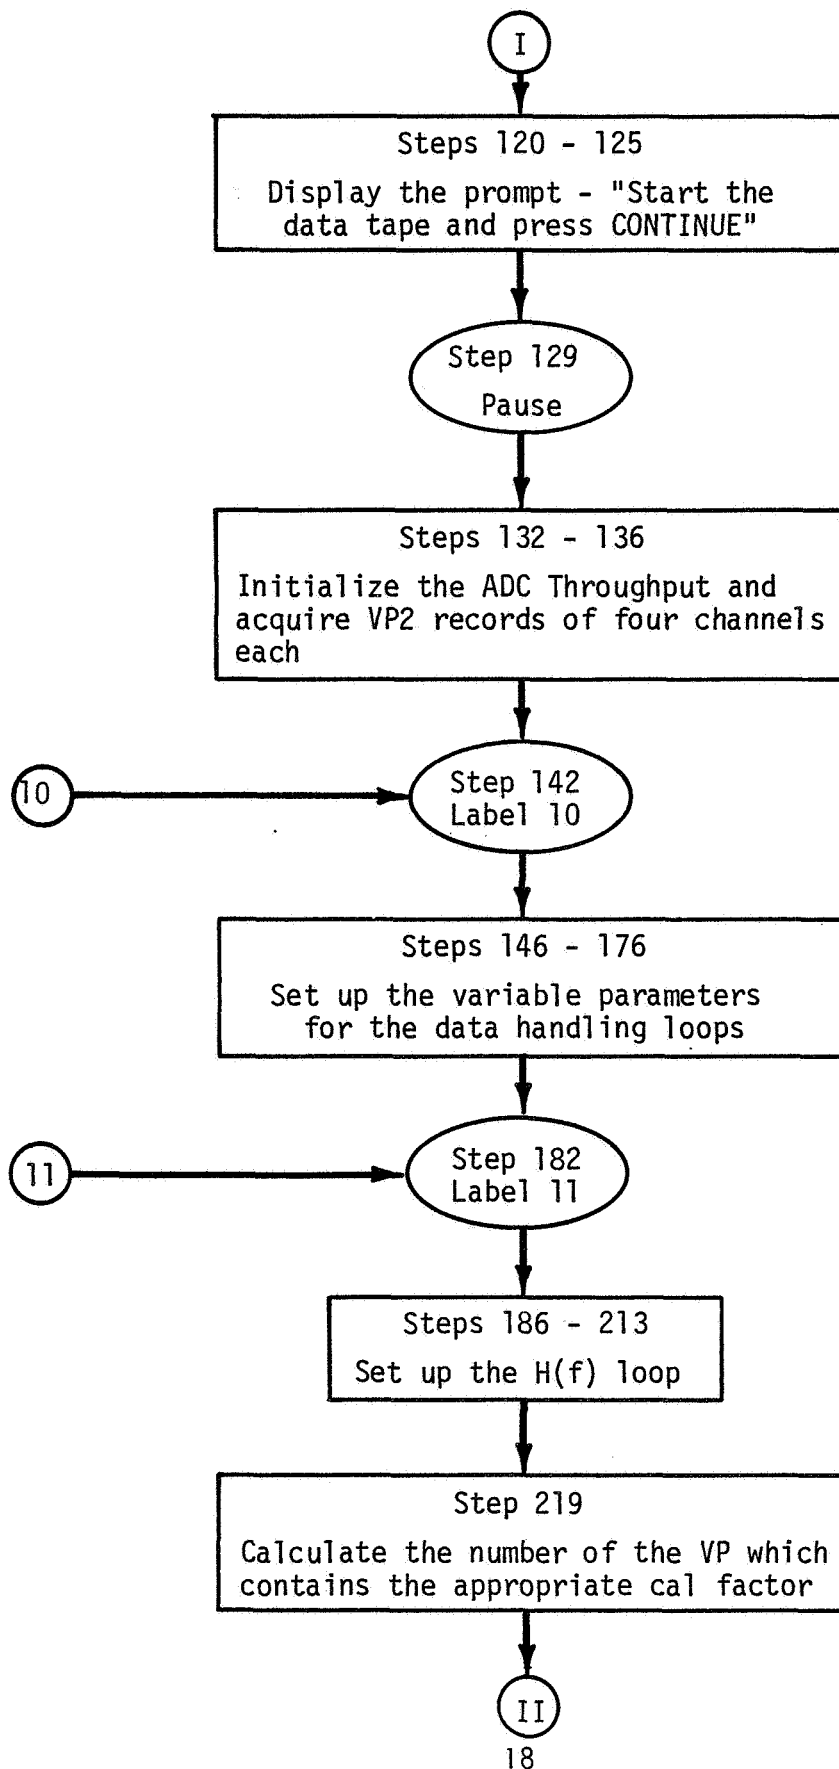 I
Steps 120 - 125
Display the prompt - "Start the
data tape and press CONTINUE"
Step 129
Pause
Steps 132 - 136
Initialize the ADC Throughput and
acquire VP2 records of four channels
each
10
Step 142
Label 10
Steps 146 - 176
Set up the variable parameters
for the data handling loops
11
Step 182
Label 11
Steps 186 - 213
Set up the H(f) loop
Step 219
Calculate the number of the VP which
contains the appropriate cal factor
II
18